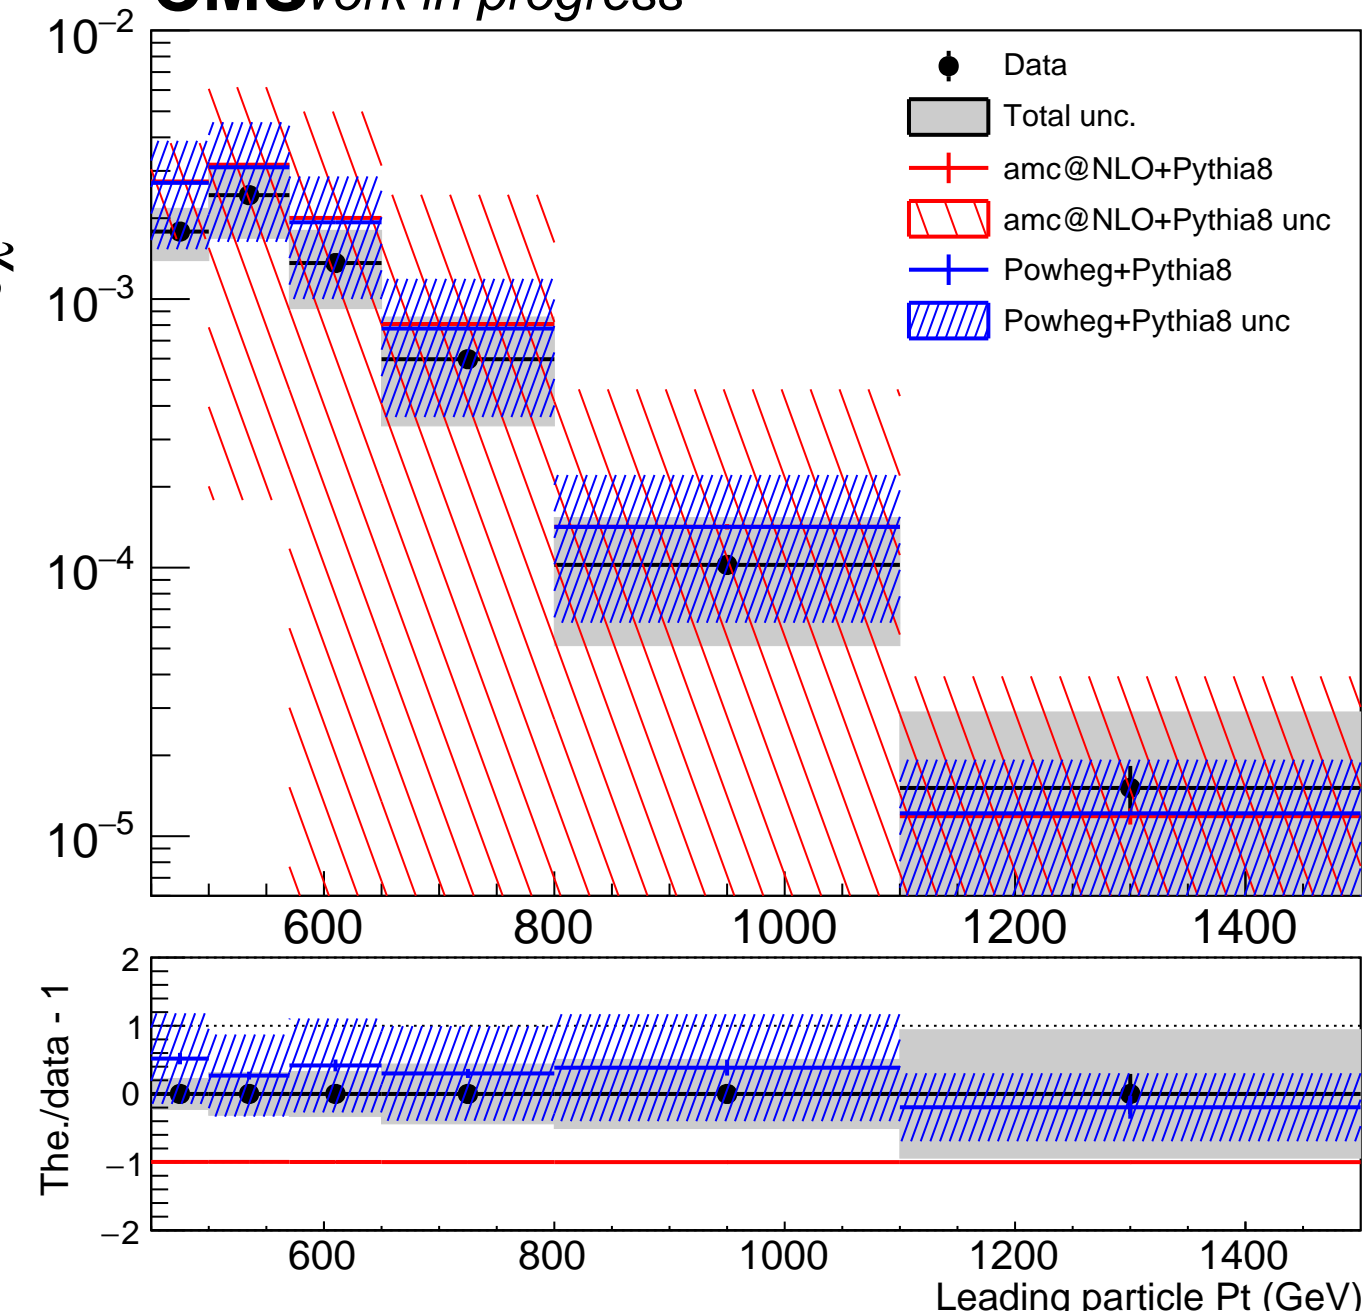 CMS work in progress
10⁻²
Data
Total unc.
amc@NLO+Pythia8
amc@NLO+Pythia8 unc
Powheg+Pythia8
Powheg+Pythia8 unc
10⁻³
10⁻⁴
10⁻⁵
600 800 1000 1200 1400
The./data - 1
2
1
0
−1
−2
600 800 1000 1200 1400
Leading particle Pt (GeV)